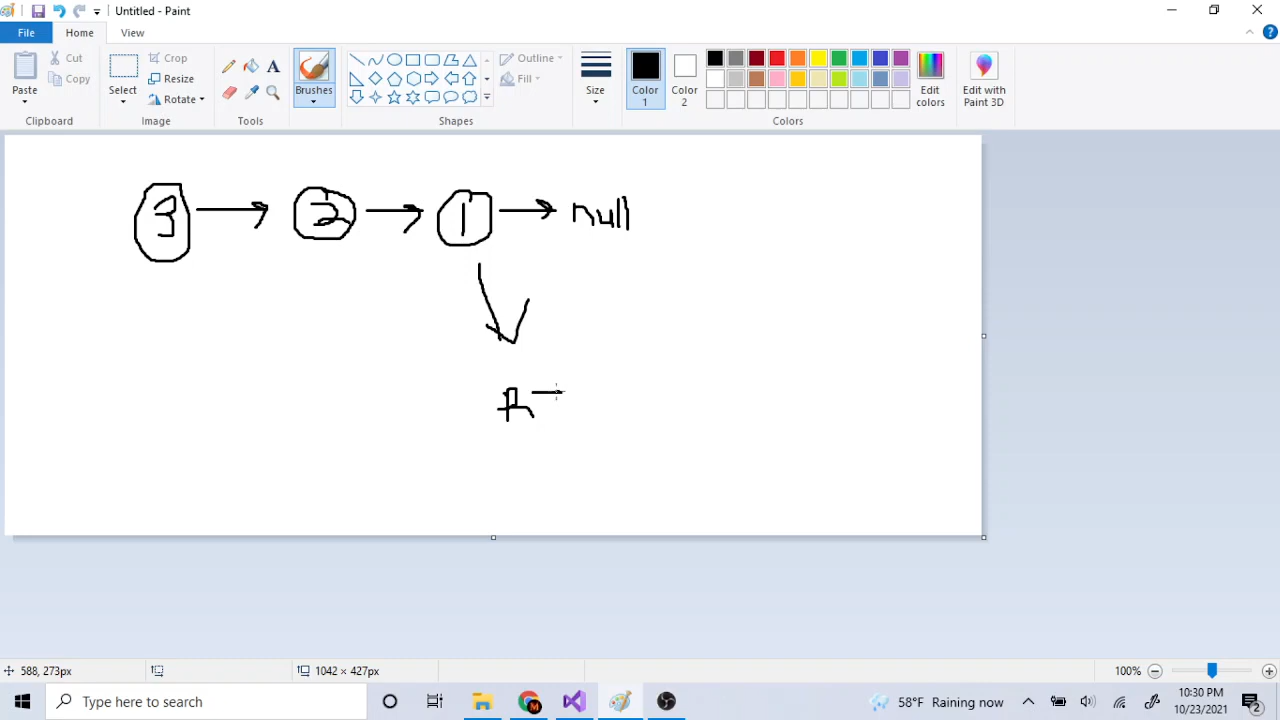 Untitled - Paint
File Home View
Paste
Cut
Copy
Clipboard
Select
Crop
Resize
Rotate
Image
Tools
Brushes
Shapes
Outline
Fill
Size
Color 1
Color 2
Colors
Edit colors
Edit with Paint 3D
3 2 1 null
588, 273px
1042 × 427px
100%
Type here to search
58°F Raining now
10:30 PM
10/23/2021
2